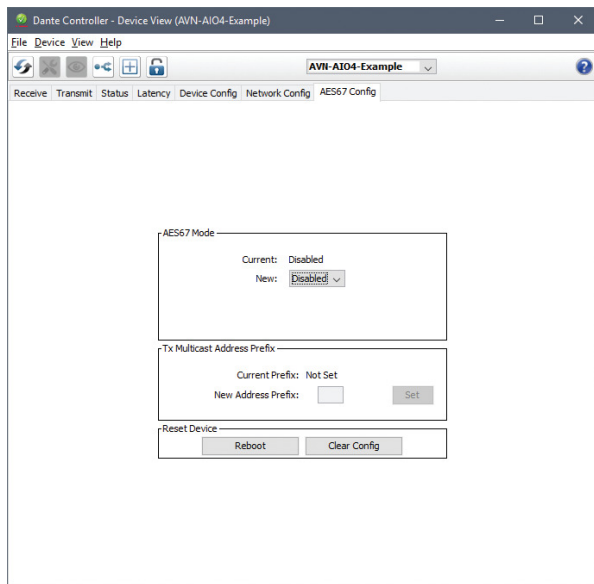 Dante Controller - Device View (AVN-AIO4-Example)
File Device View Help
AVN-AIO4-Example
?
Receive Transmit Status Latency Device Config Network Config AES67 Config
AES67 Mode
Current: Disabled
New: Disabled
Tx Multicast Address Prefix
Current Prefix: Not Set
New Address Prefix: Set
Reset Device
Reboot Clear Config